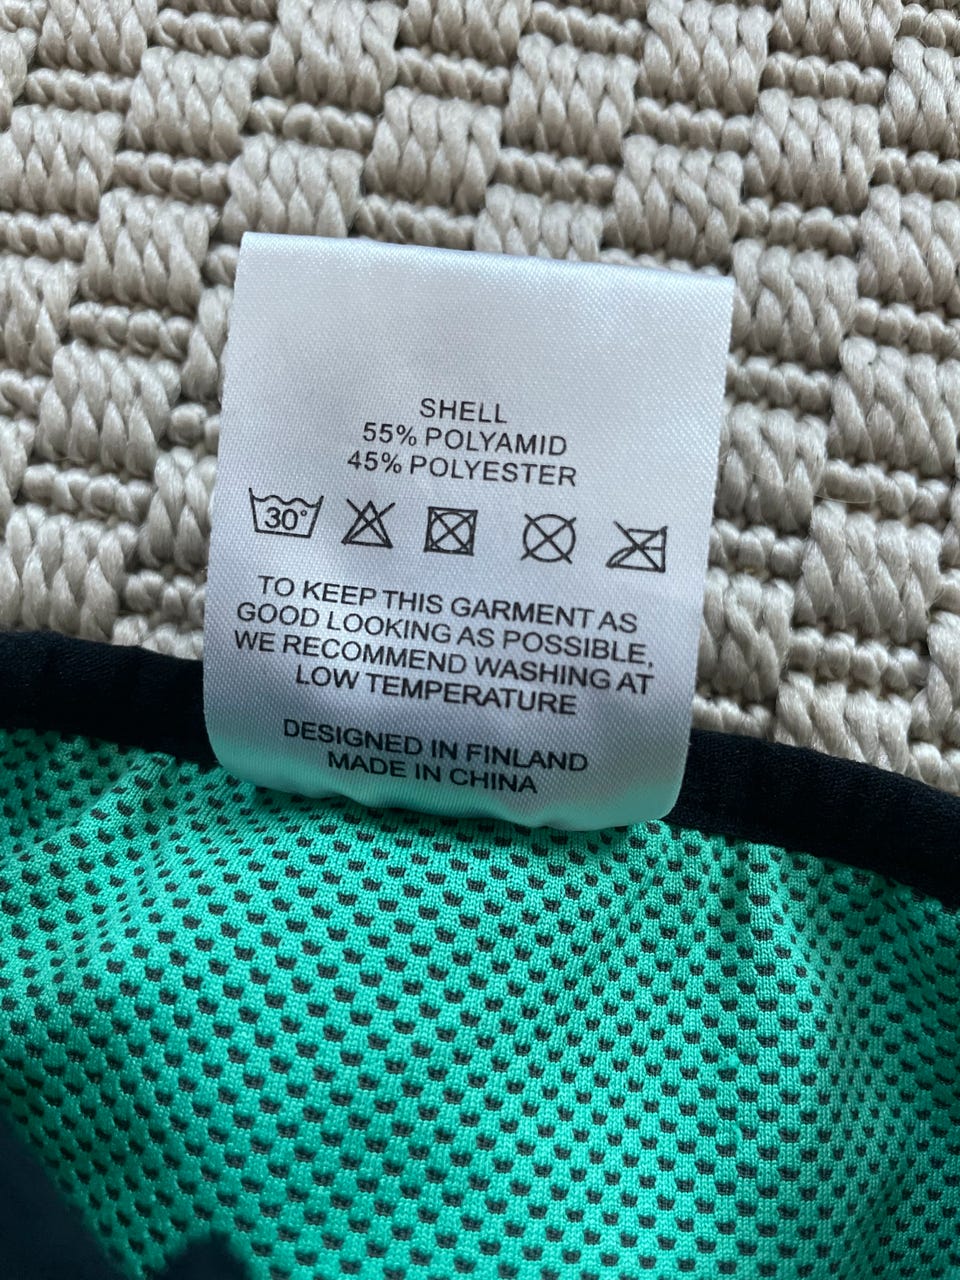 SHELL
55% POLYAMID
45% POLYESTER
30°
TO KEEP THIS GARMENT AS
GOOD LOOKING AS POSSIBLE,
WE RECOMMEND WASHING AT
LOW TEMPERATURE
DESIGNED IN FINLAND
MADE IN CHINA